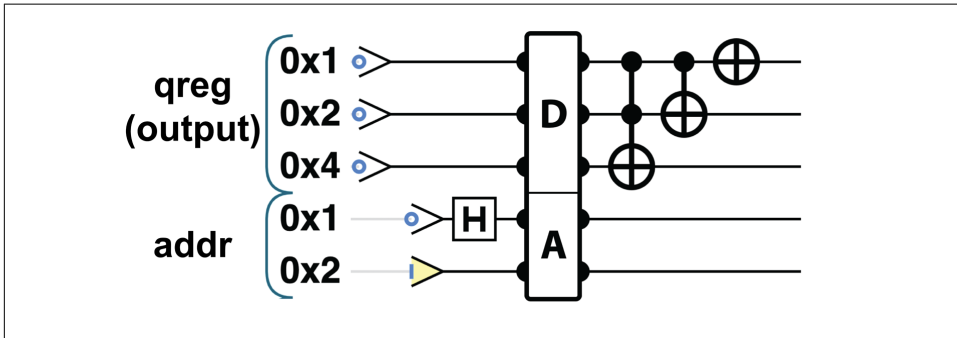 qreg
(output)
0x1
0x2
0x4
addr
0x1
0x2
H
D
A